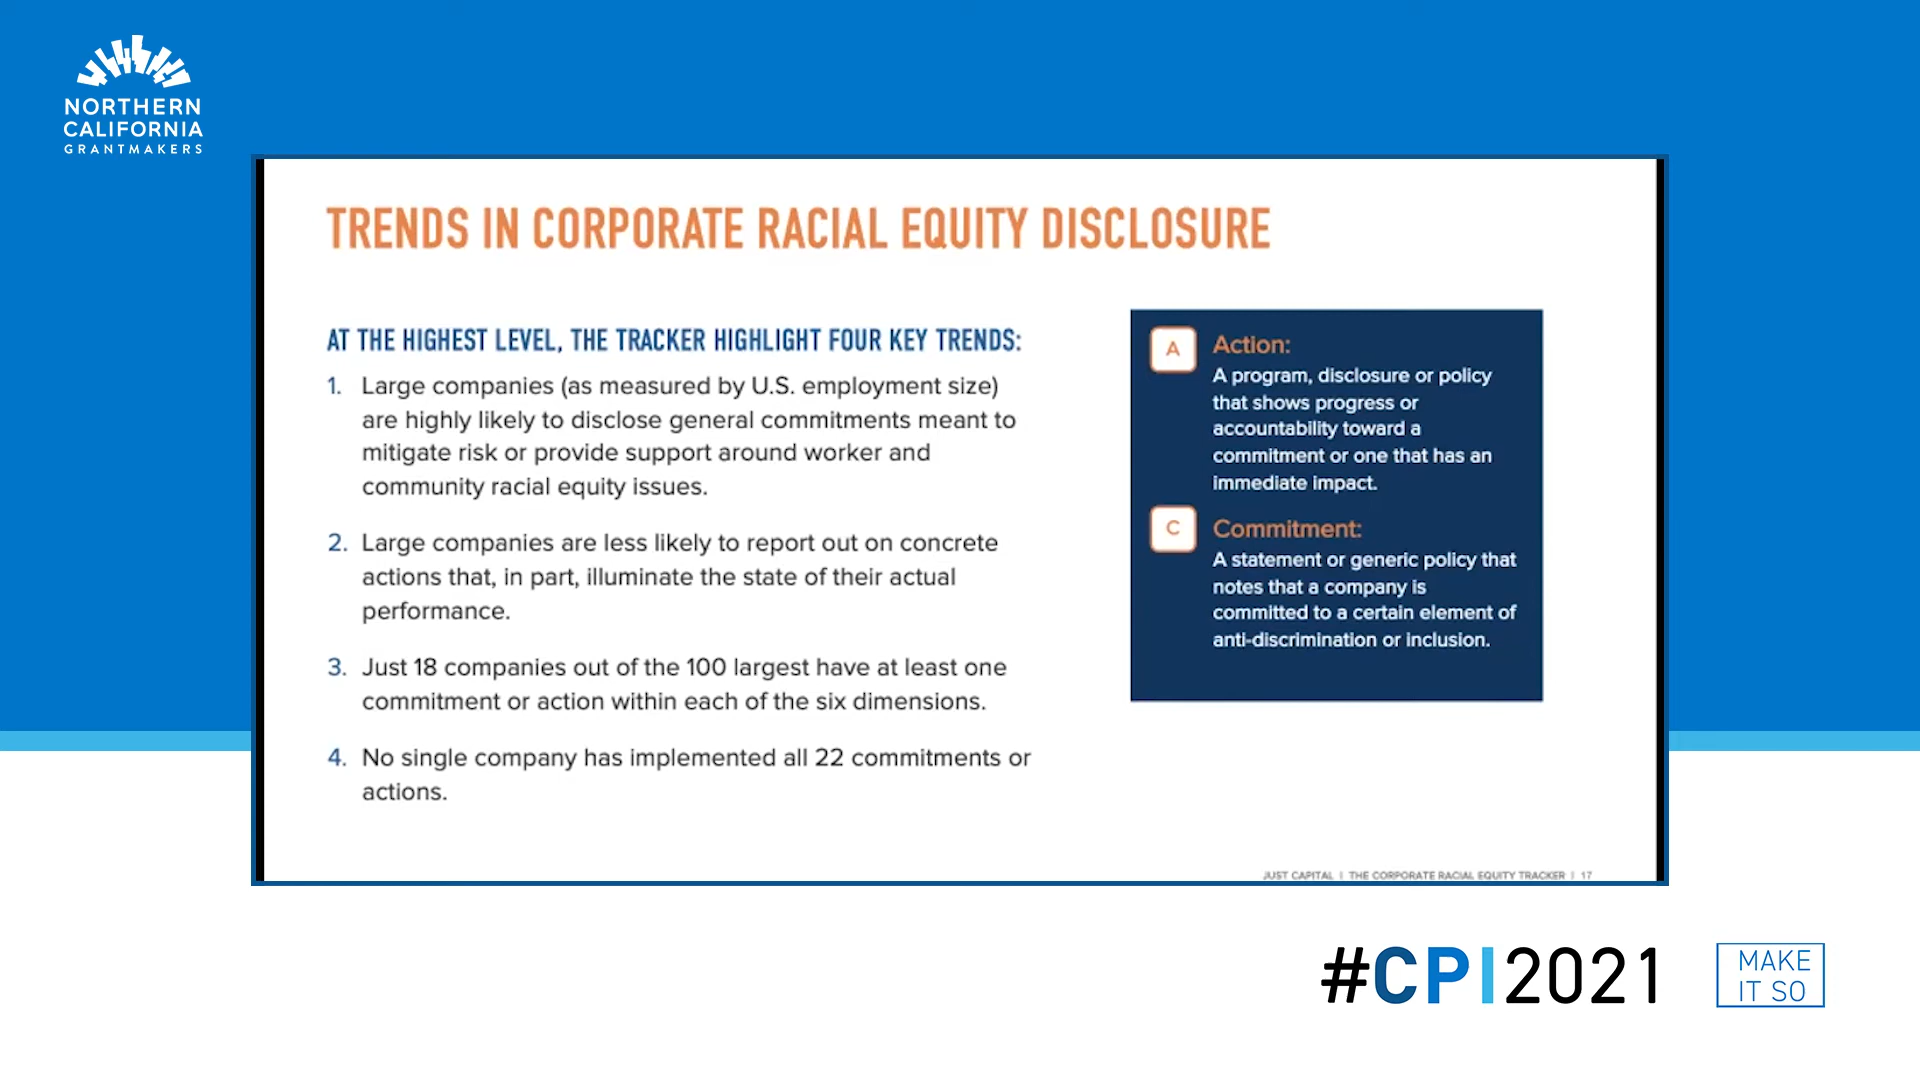 NORTHERN
CALIFORNIA
GRANTMAKERS
TRENDS IN CORPORATE RACIAL EQUITY DISCLOSURE
AT THE HIGHEST LEVEL, THE TRACKER HIGHLIGHT FOUR KEY TRENDS:
1. Large companies (as measured by U.S. employment size)
are highly likely to disclose general commitments meant to
mitigate risk or provide support around worker and
community racial equity issues.
2. Large companies are less likely to report out on concrete
actions that, in part, illuminate the state of their actual
performance.
3. Just 18 companies out of the 100 largest have at least one
commitment or action within each of the six dimensions.
4. No single company has implemented all 22 commitments or
actions.
A
Action:
A program, disclosure or policy
that shows progress or
accountability toward a
commitment or one that has an
immediate impact.
C
Commitment:
A statement or generic policy that
notes that a company is
committed to a certain element of
anti-discrimination or inclusion.
JUST CAPITAL | THE CORPORATE RACIAL EQUITY TRACKER | 17
#CPI2021
MAKE
IT SO